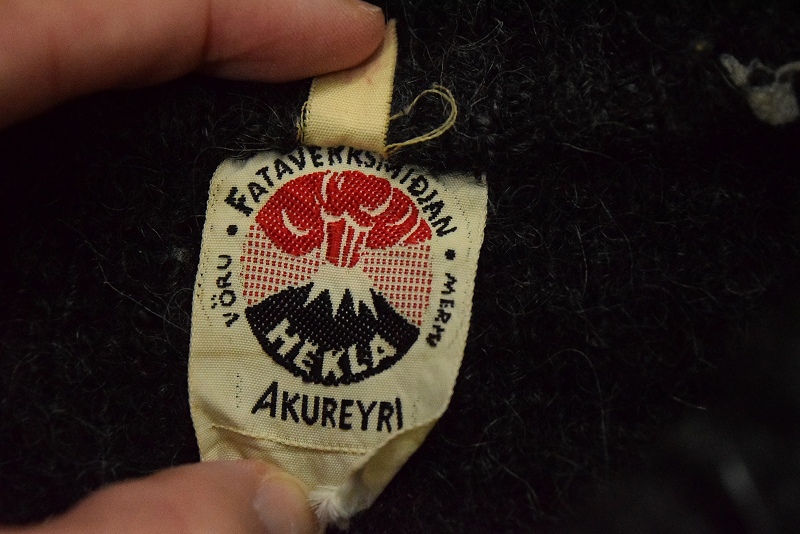 FATAVERKSMIÐJAN
VÖRU • • MERKI
HEKLA
AKUREYRI